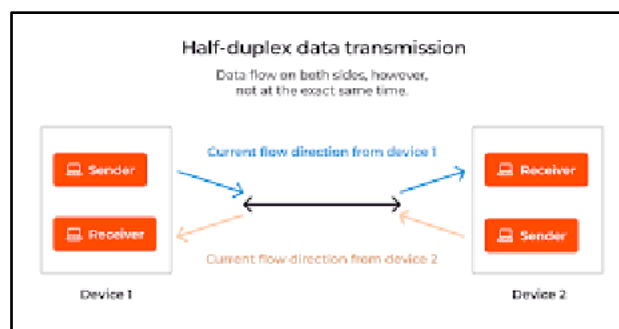 Half-duplex data transmission
Data flow on both sides, however,
not at the exact same time.
Current flow direction from device 1
Sender
Receiver
Receiver
Sender
Current flow direction from device 2
Device 1
Device 2